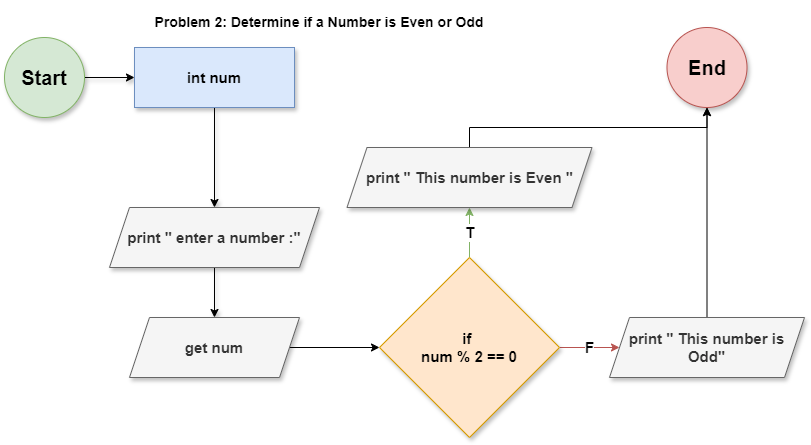 Problem 2: Determine if a Number is Even or Odd
Start
int num
End
print " enter a number :"
get num
if
num % 2 == 0
T
print " This number is Even "
F
print " This number is
Odd"